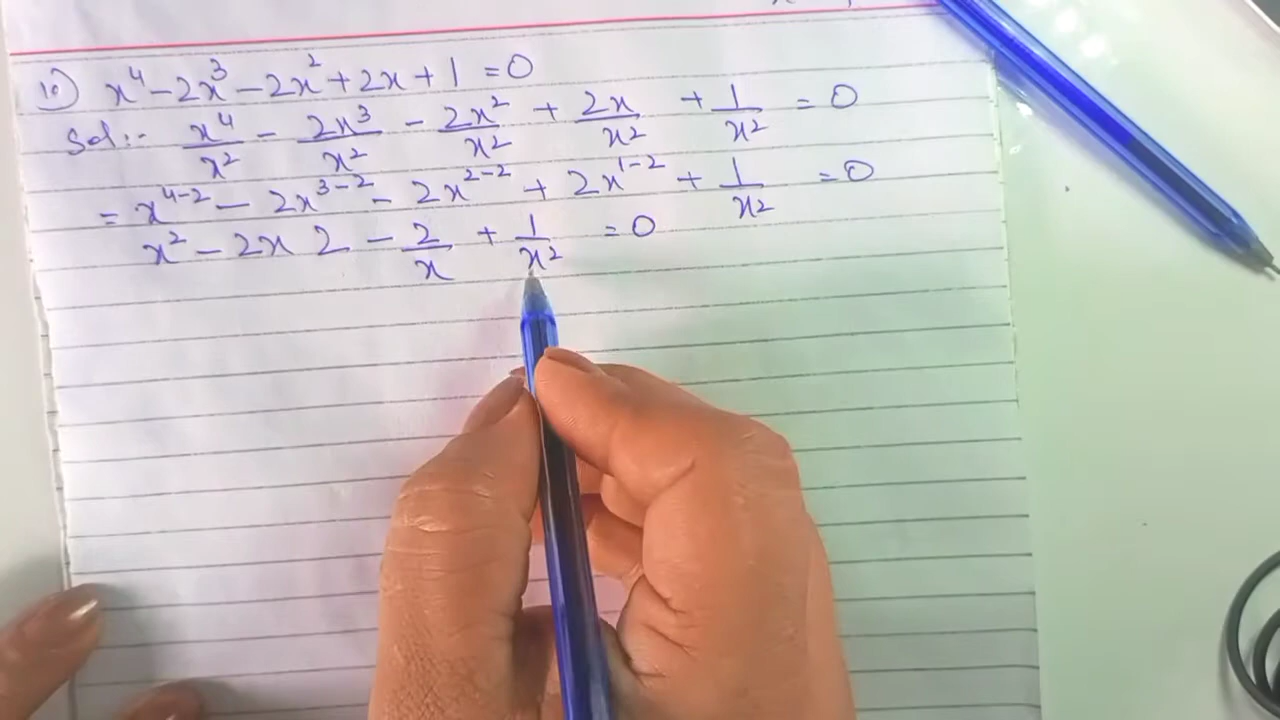 10) x⁴ - 2x³ - 2x² + 2x + 1 = 0
Sol:- x⁴/x² - 2x³/x² - 2x²/x² + 2x/x² + 1/x² = 0
= x⁴⁻² - 2x³⁻² - 2x²⁻² + 2x¹⁻² + 1/x² = 0
x² - 2x 2 - 2/x + 1/x² = 0